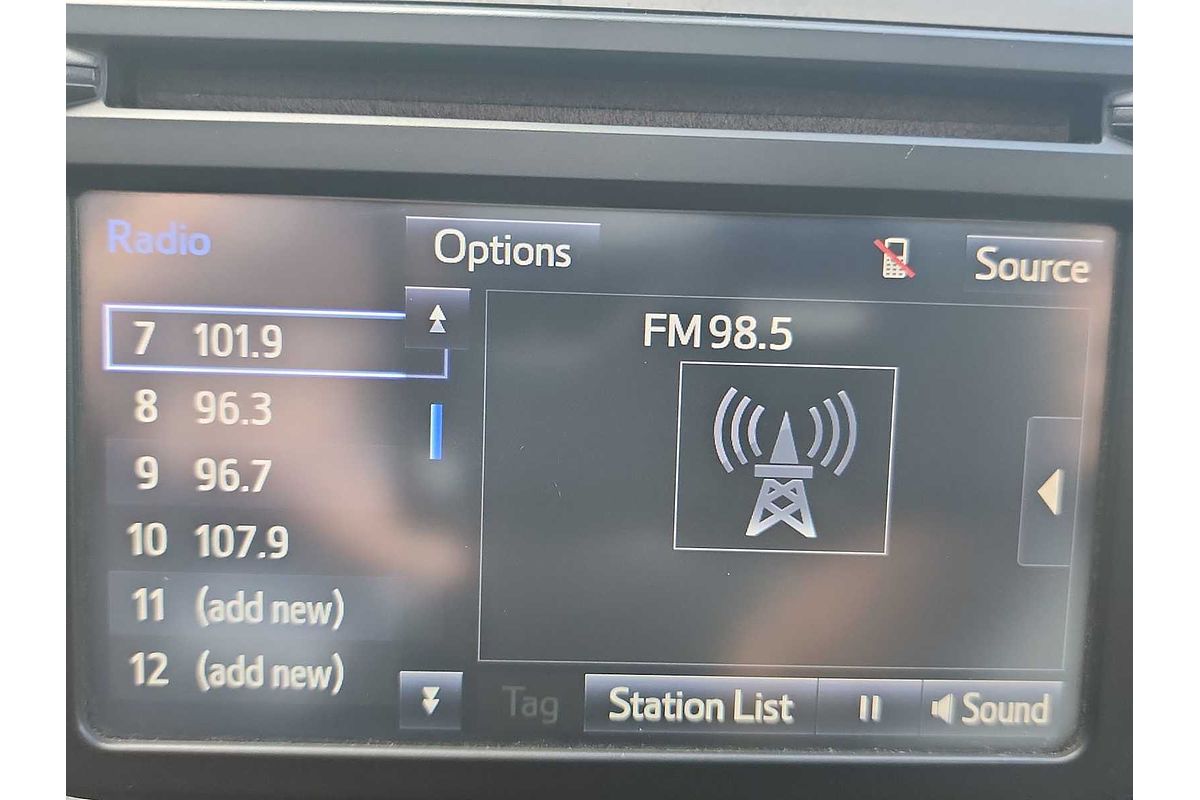 Radio
Options
Source
7 101.9
8 96.3
9 96.7
10 107.9
11 (add new)
12 (add new)
FM 98.5
Tag
Station List
Sound